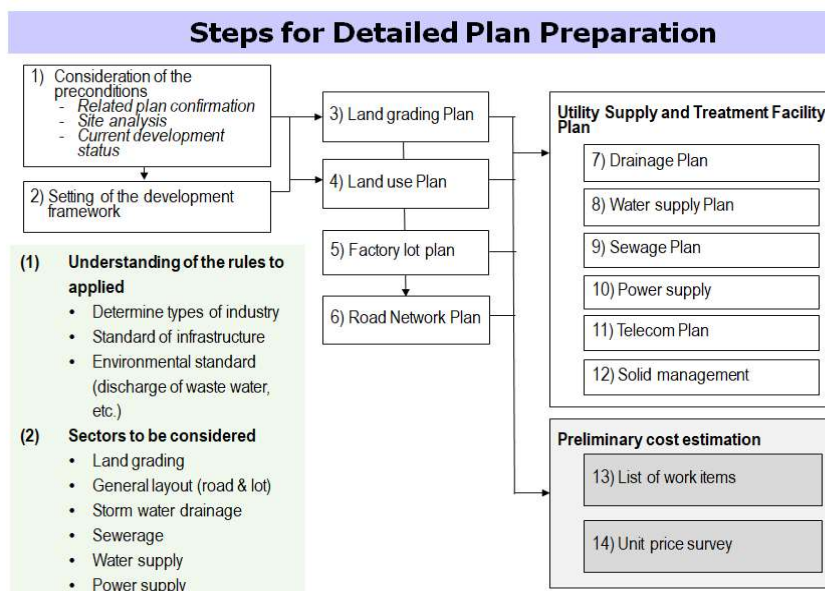 Steps for Detailed Plan Preparation
1) Consideration of the
preconditions
- Related plan confirmation
- Site analysis
- Current development
status
2) Setting of the development
framework
(1) Understanding of the rules to
applied
• Determine types of industry
• Standard of infrastructure
• Environmental standard
(discharge of waste water,
etc.)
(2) Sectors to be considered
• Land grading
• General layout (road & lot)
• Storm water drainage
• Sewerage
• Water supply
• Power supply
3) Land grading Plan
4) Land use Plan
5) Factory lot plan
6) Road Network Plan
Utility Supply and Treatment Facility
Plan
7) Drainage Plan
8) Water supply Plan
9) Sewage Plan
10) Power supply
11) Telecom Plan
12) Solid management
Preliminary cost estimation
13) List of work items
14) Unit price survey